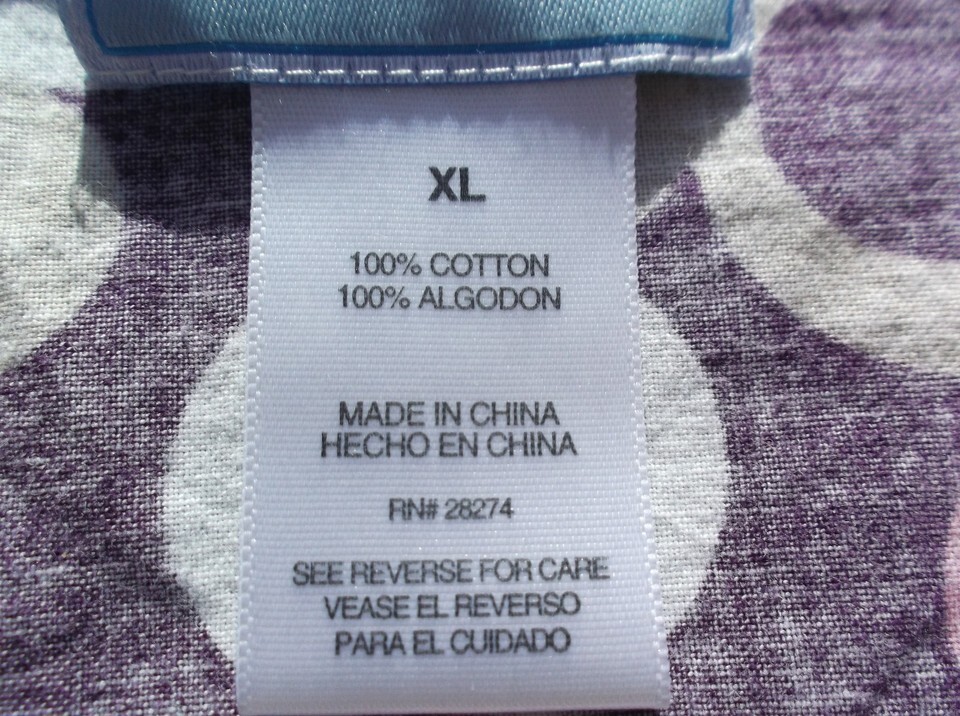 XL
100% COTTON
100% ALGODON
MADE IN CHINA
HECHO EN CHINA
RN# 28274
SEE REVERSE FOR CARE
VEASE EL REVERSO
PARA EL CUIDADO